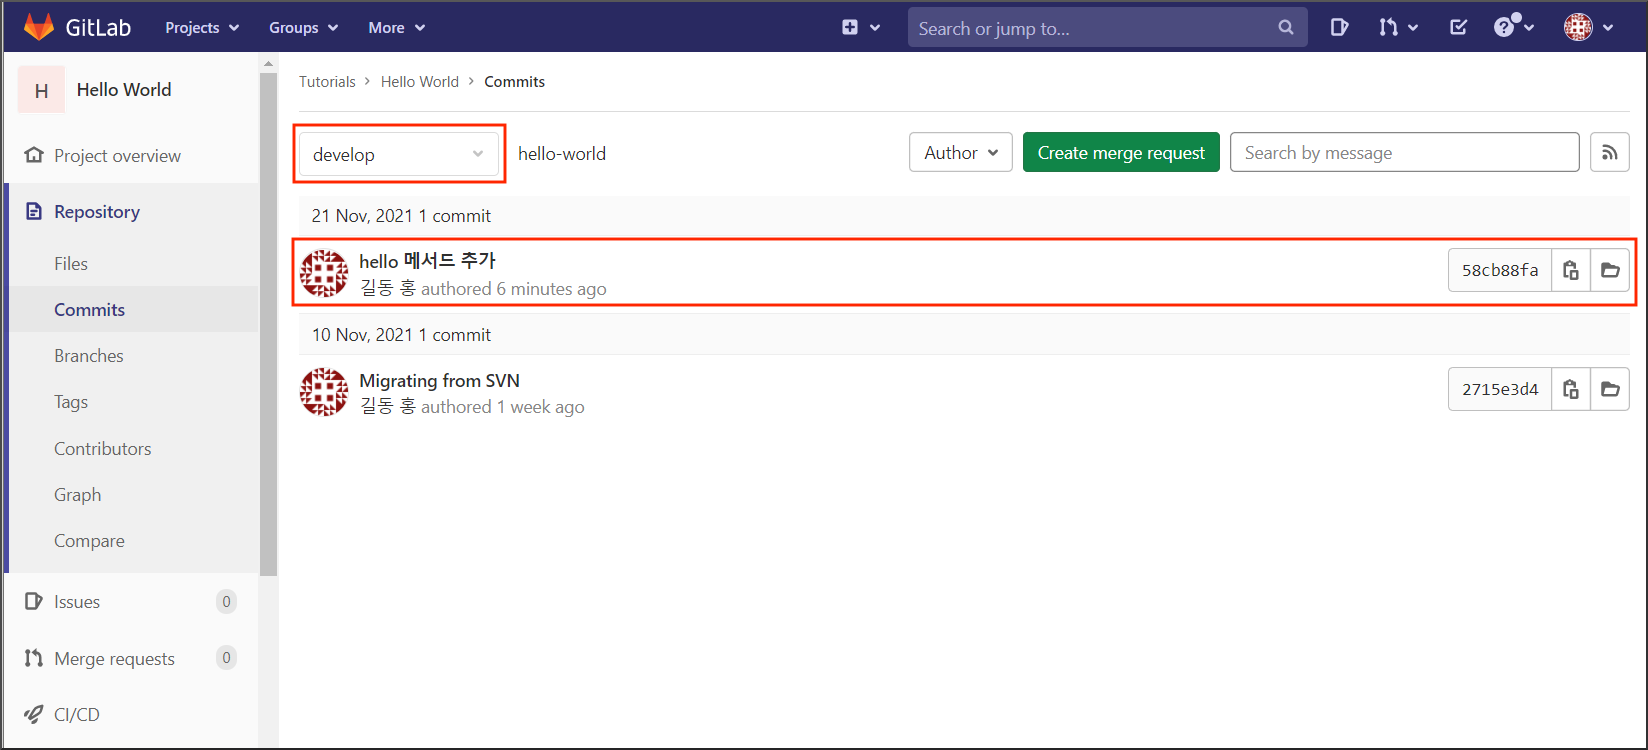 GitLab Projects Groups More Search or jump to...
H Hello World
Project overview
Repository
Files
Commits
Branches
Tags
Contributors
Graph
Compare
Issues 0
Merge requests 0
CI/CD
Tutorials > Hello World > Commits
develop hello-world Author Create merge request Search by message
21 Nov, 2021 1 commit
hello 메서드 추가
길동 홍 authored 6 minutes ago
58cb88fa
10 Nov, 2021 1 commit
Migrating from SVN
길동 홍 authored 1 week ago
2715e3d4